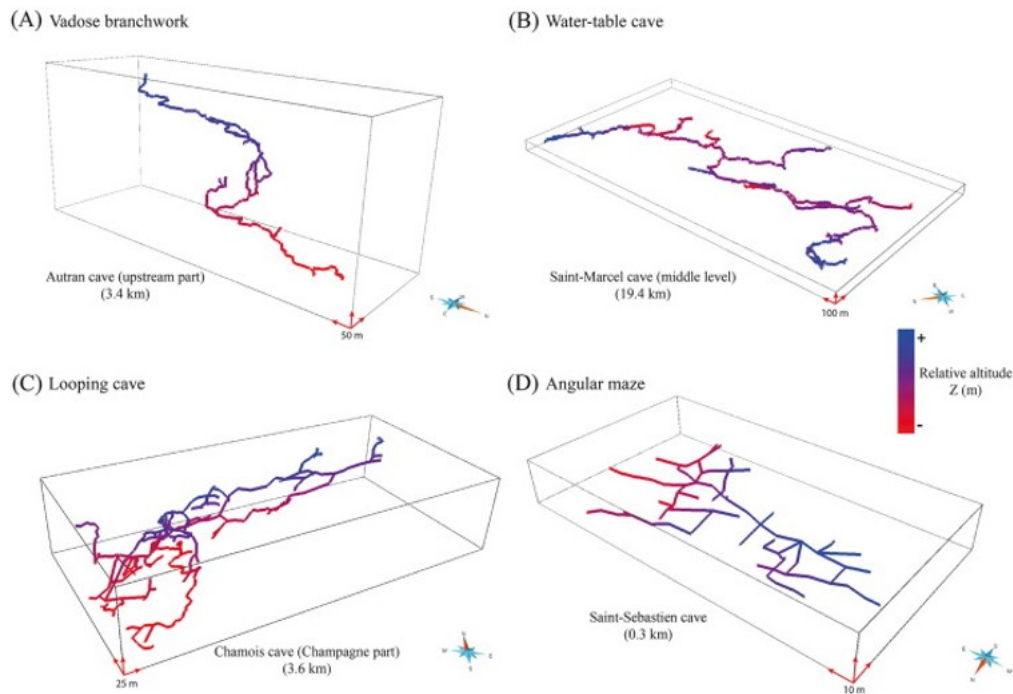 (A) Vadose branchwork
(B) Water-table cave
Autran cave (upstream part)
(3.4 km)
50 m
Saint-Marcel cave (middle level)
(19.4 km)
100 m
+
Relative altitude
Z (m)
-
(C) Looping cave
(D) Angular maze
Chamois cave (Champagne part)
(3.6 km)
25 m
Saint-Sebastien cave
(0.3 km)
10 m